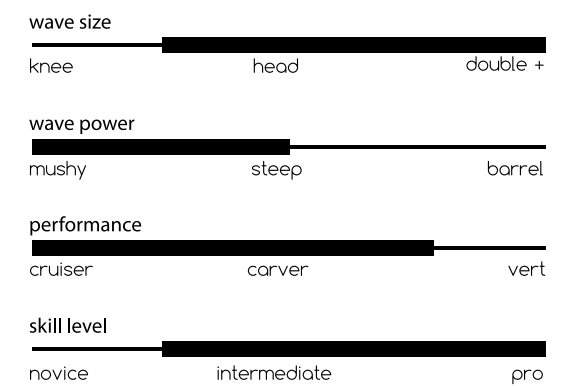 wave size
knee head double +
wave power
mushy steep barrel
performance
cruiser carver vert
skill level
novice intermediate pro